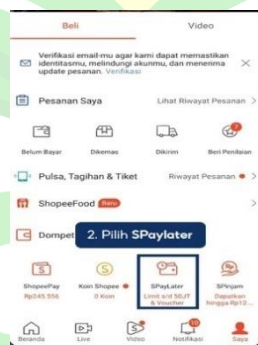 Beli Video
Verifikasi email-mu agar kami dapat memastikan
identitasmu, melindungi akunmu, dan menerima
update pesanan. Verifikasi
Pesanan Saya Lihat Riwayat Pesanan >
Belum Bayar Dikemas Dikirim Beri Penilaian
Pulsa, Tagihan & Tiket Riwayat Pesanan >
ShopeeFood >
Dompet
2. Pilih SPaylater
ShopeePay Koin Shopee SPayLater SPinjam
Rp245.556 0 Koin Limit s/d 50JT Dapatkan
& Voucher hingga Rp12...
Beranda Live Video Notifikasi Saya